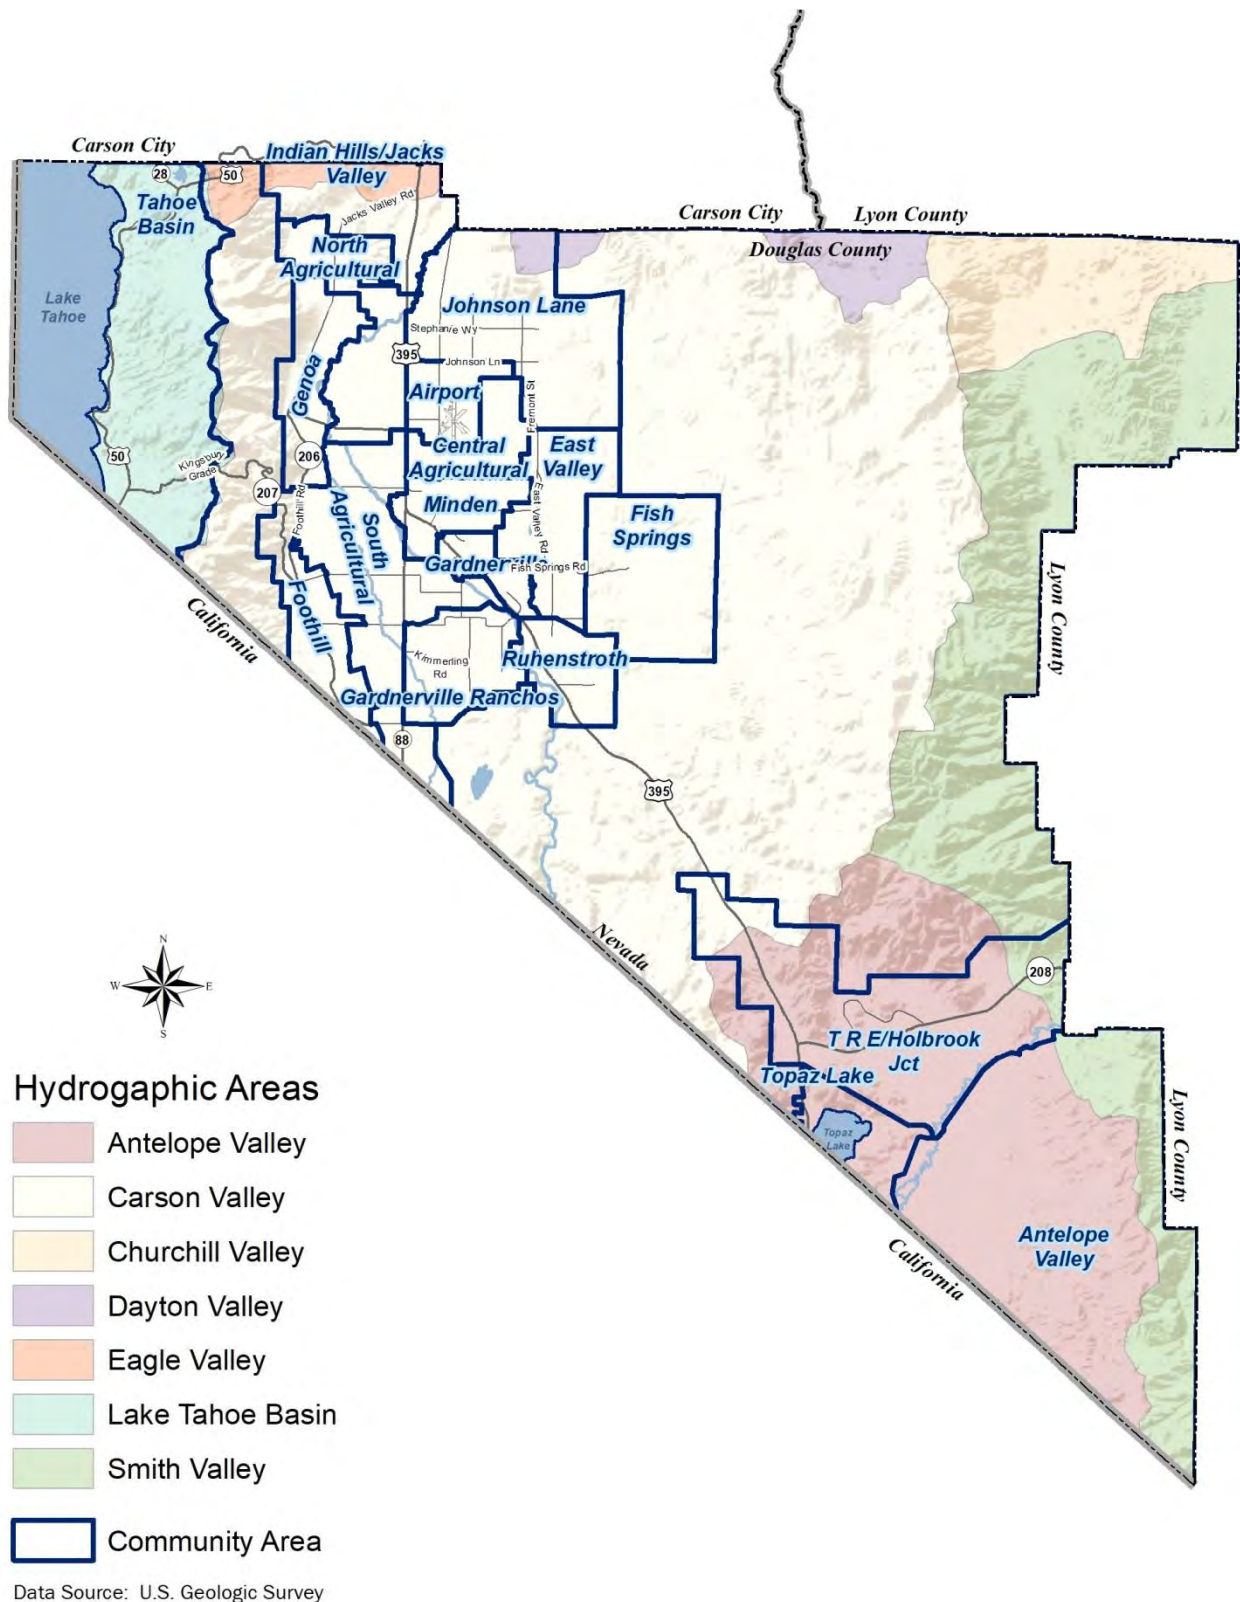 Carson City
Indian Hills/Jacks
Valley
28
50
Tahoe
Basin
Jacks Valley Rd
Carson City
Lyon County
Douglas County
North
Agricultural
Lake
Tahoe
Johnson Lane
Stephanie Wy
395
Johnson Ln
Genoa
Airport
Fremont St
Central
Agricultural
East
Valley
50
Kingsbury
Grade
206
207
Foothill Rd
South
Agricultural
Minden
East Valley Rd
Fish
Springs
Gardnerville
Fish Springs Rd
Foothill
California
Lyon County
Kimmerling
Rd
Ruhenstroth
Gardnerville Ranchos
88
395
Nevada
208
T R E/Holbrook
Jct
Topaz Lake
Topaz
Lake
Lyon County
Antelope
Valley
California
N
W
E
S
Hydrogaphic Areas
Antelope Valley
Carson Valley
Churchill Valley
Dayton Valley
Eagle Valley
Lake Tahoe Basin
Smith Valley
Community Area
Data Source: U.S. Geologic Survey